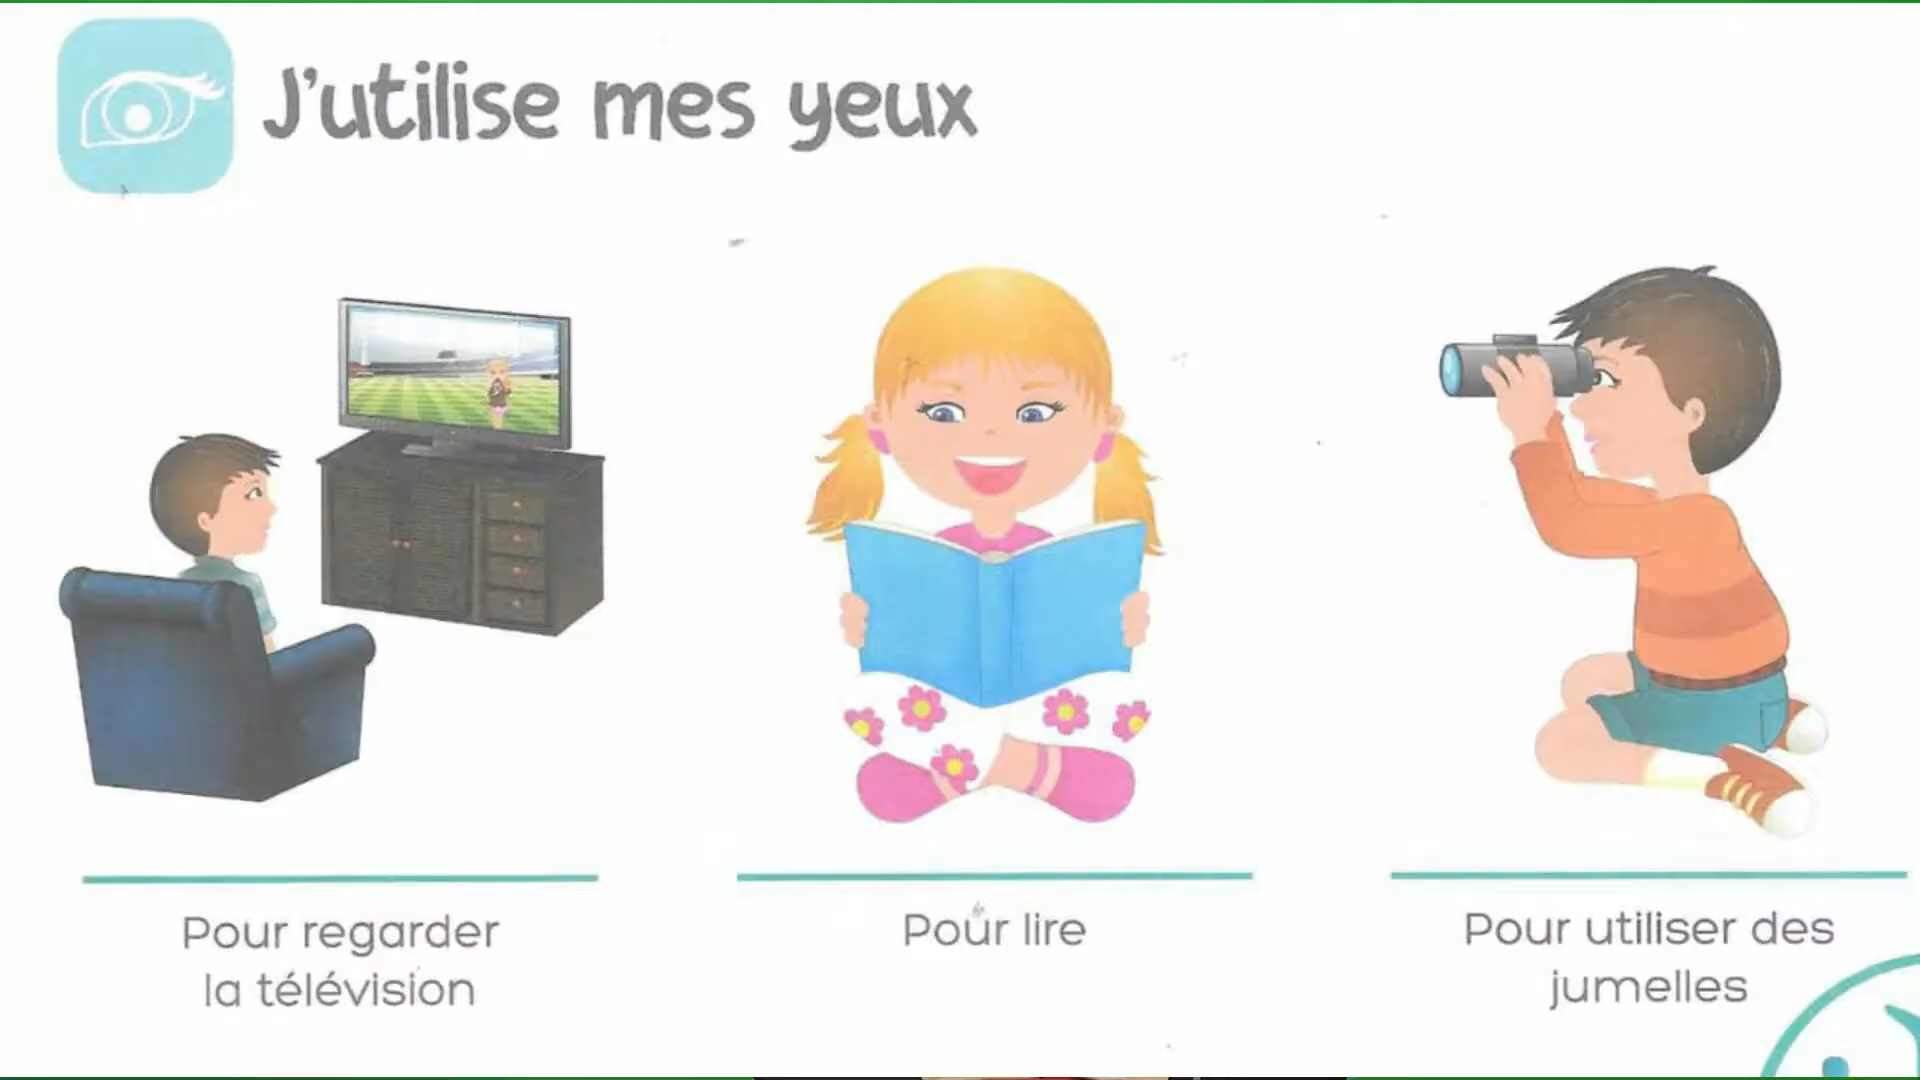 J'utilise mes yeux
Pour regarder
la télévision
Pour lire
Pour utiliser des
jumelles